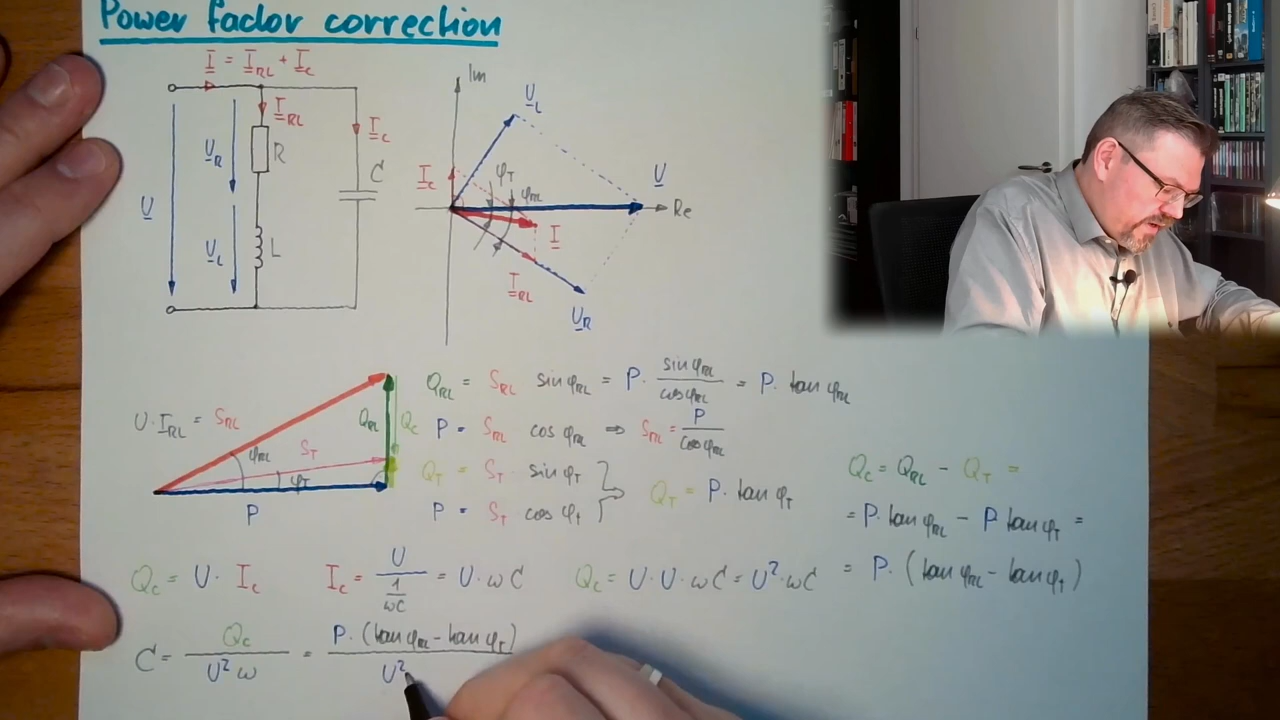 Power factor correction
I = I_RL + I_C
I_RL
I_C
U_R
R
C
U
U_L
L
Im
U_L
I_C
φ_T
φ_RL
U
Re
I
I_RL
U_R
U · I_RL = S_RL
S_T
φ_RL
φ_T
P
Q_RL
Q_C
Q_RL = S_RL sin φ_RL = P · sin φ_RL / cos φ_RL = P · tan φ_RL
P = S_RL cos φ_RL ⇒ S_RL = P / cos φ_RL
Q_T = S_T · sin φ_T
P = S_T cos φ_T
Q_T = P · tan φ_T
Q_C = Q_RL − Q_T =
= P · tan φ_RL − P tan φ_T =
= P · (tan φ_RL − tan φ_T)
Q_C = U · I_C
I_C = U / (1 / ωC) = U · ωC
Q_C = U · U · ωC = U² · ωC
C = Q_C / (U² ω) = P · (tan φ_RL − tan φ_T) / U²